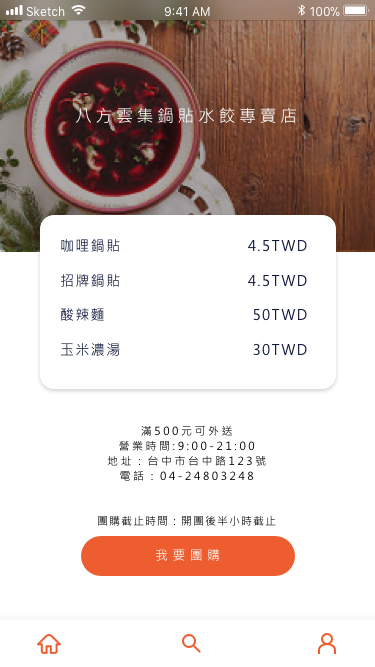 Sketch 9:41 AM 100%
八方雲集鍋貼水餃專賣店
咖哩鍋貼 4.5TWD
招牌鍋貼 4.5TWD
酸辣麵 50TWD
玉米濃湯 30TWD
滿500元可外送
營業時間:9:00-21:00
地址：台中市台中路123號
電話：04-24803248
團購截止時間：開團後半小時截止
我要開團購